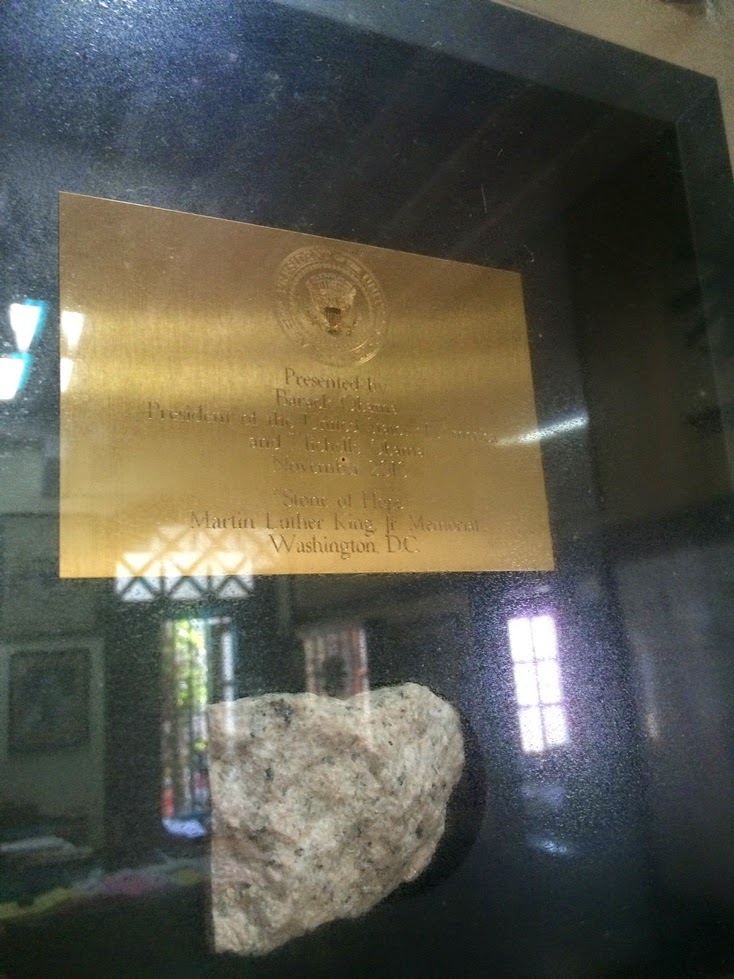 Presented by
Barack Obama
President of the United States of America
and Michelle Obama
November
"Stone of Hope"
Martin Luther King, Jr. Memorial
Washington, D.C.